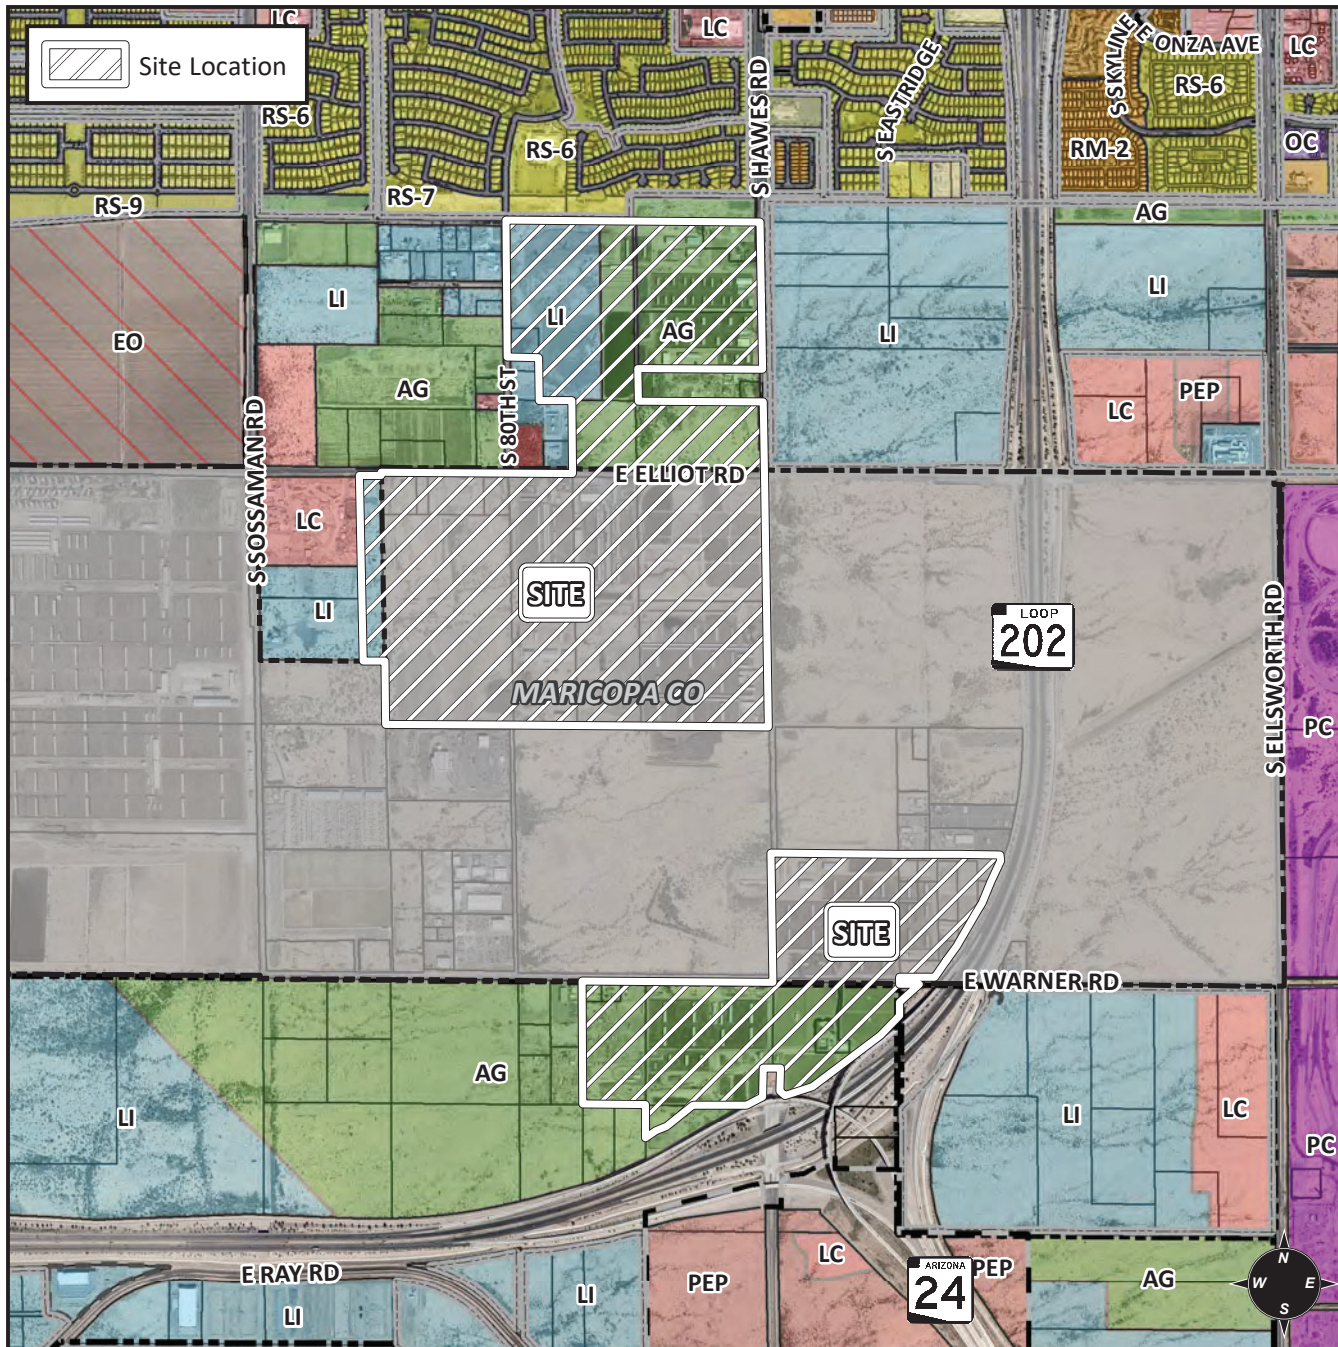 LC
LC
Site Location
RS-6
RS-6
RS-7
RS-9
S HAWES RD
S EASTRIDGE
S SKYLINE
E ONZA AVE
LC
RS-6
RM-2
OC
AG
LI
EO
LI
AG
LI
AG
LI
LI
LC
PEP
S 80TH ST
S SOSSAMAN RD
E ELLIOT RD
LC
LI
SITE
MARICOPA CO
LOOP
202
S ELLSWORTH RD
PC
SITE
E WARNER RD
AG
LI
LI
LC
PC
E RAY RD
LI
LI
PEP
LC
ARIZONA
24
PEP
AG
N
W E
S